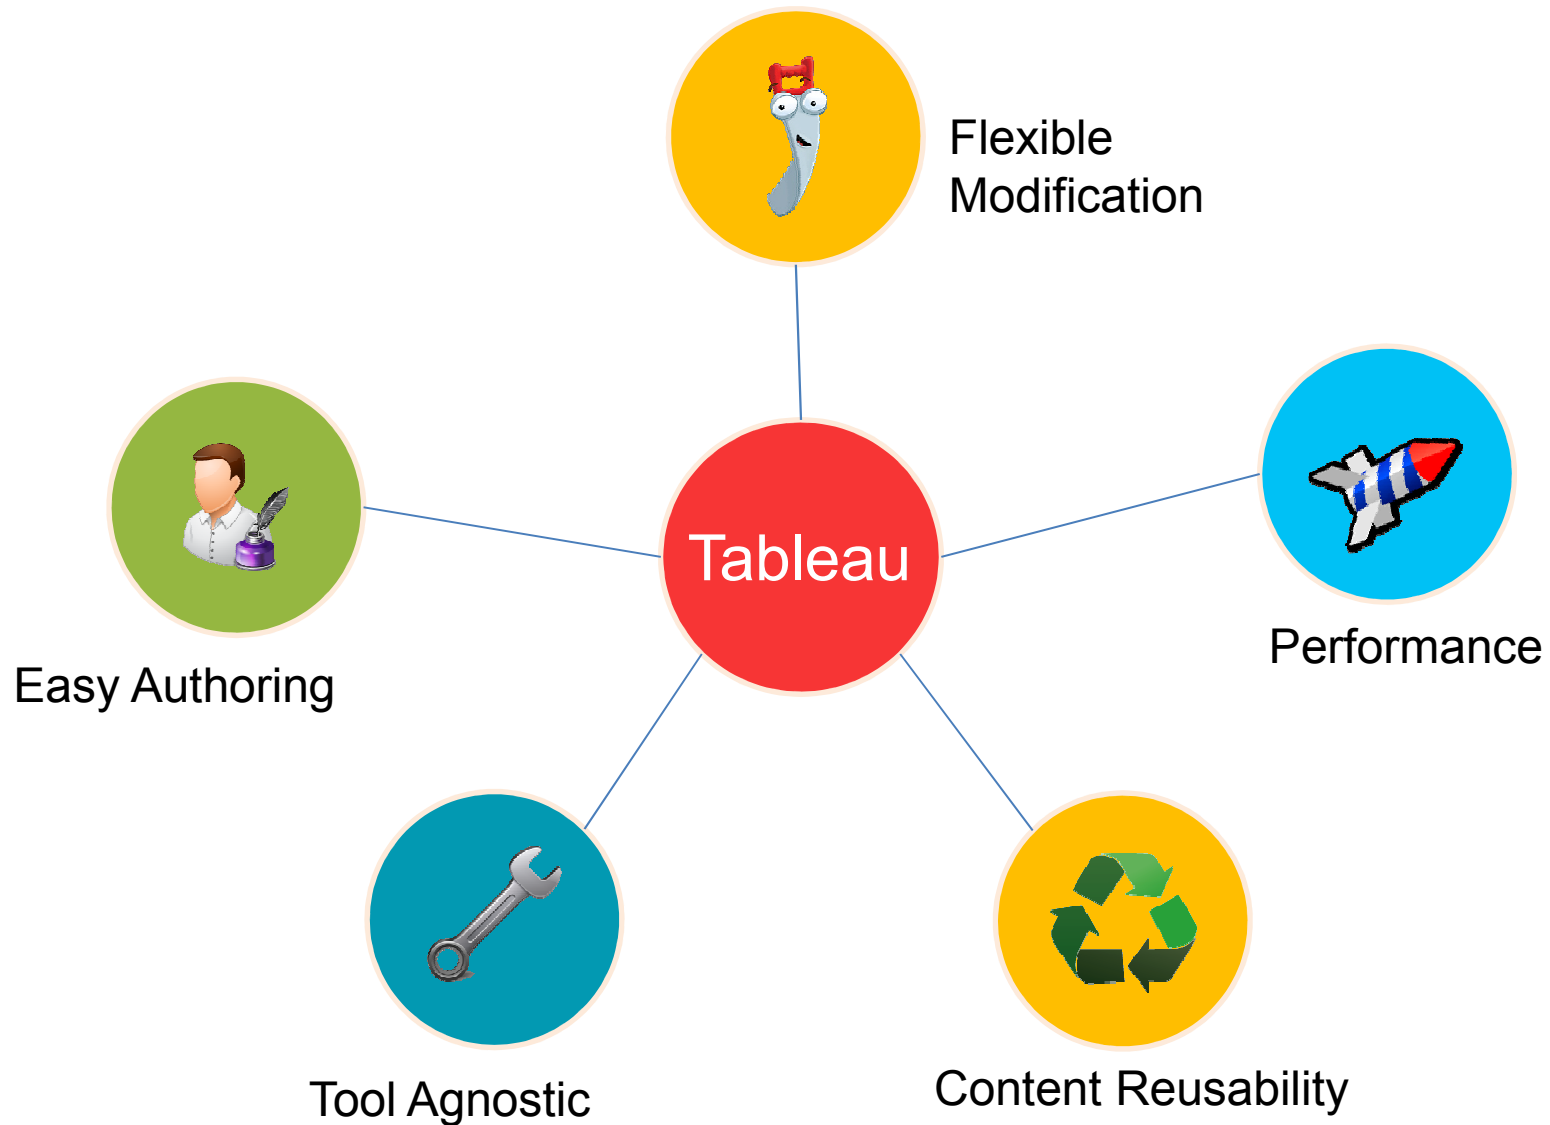 Flexible
Modification
Tableau
Performance
Easy Authoring
Content Reusability
Tool Agnostic